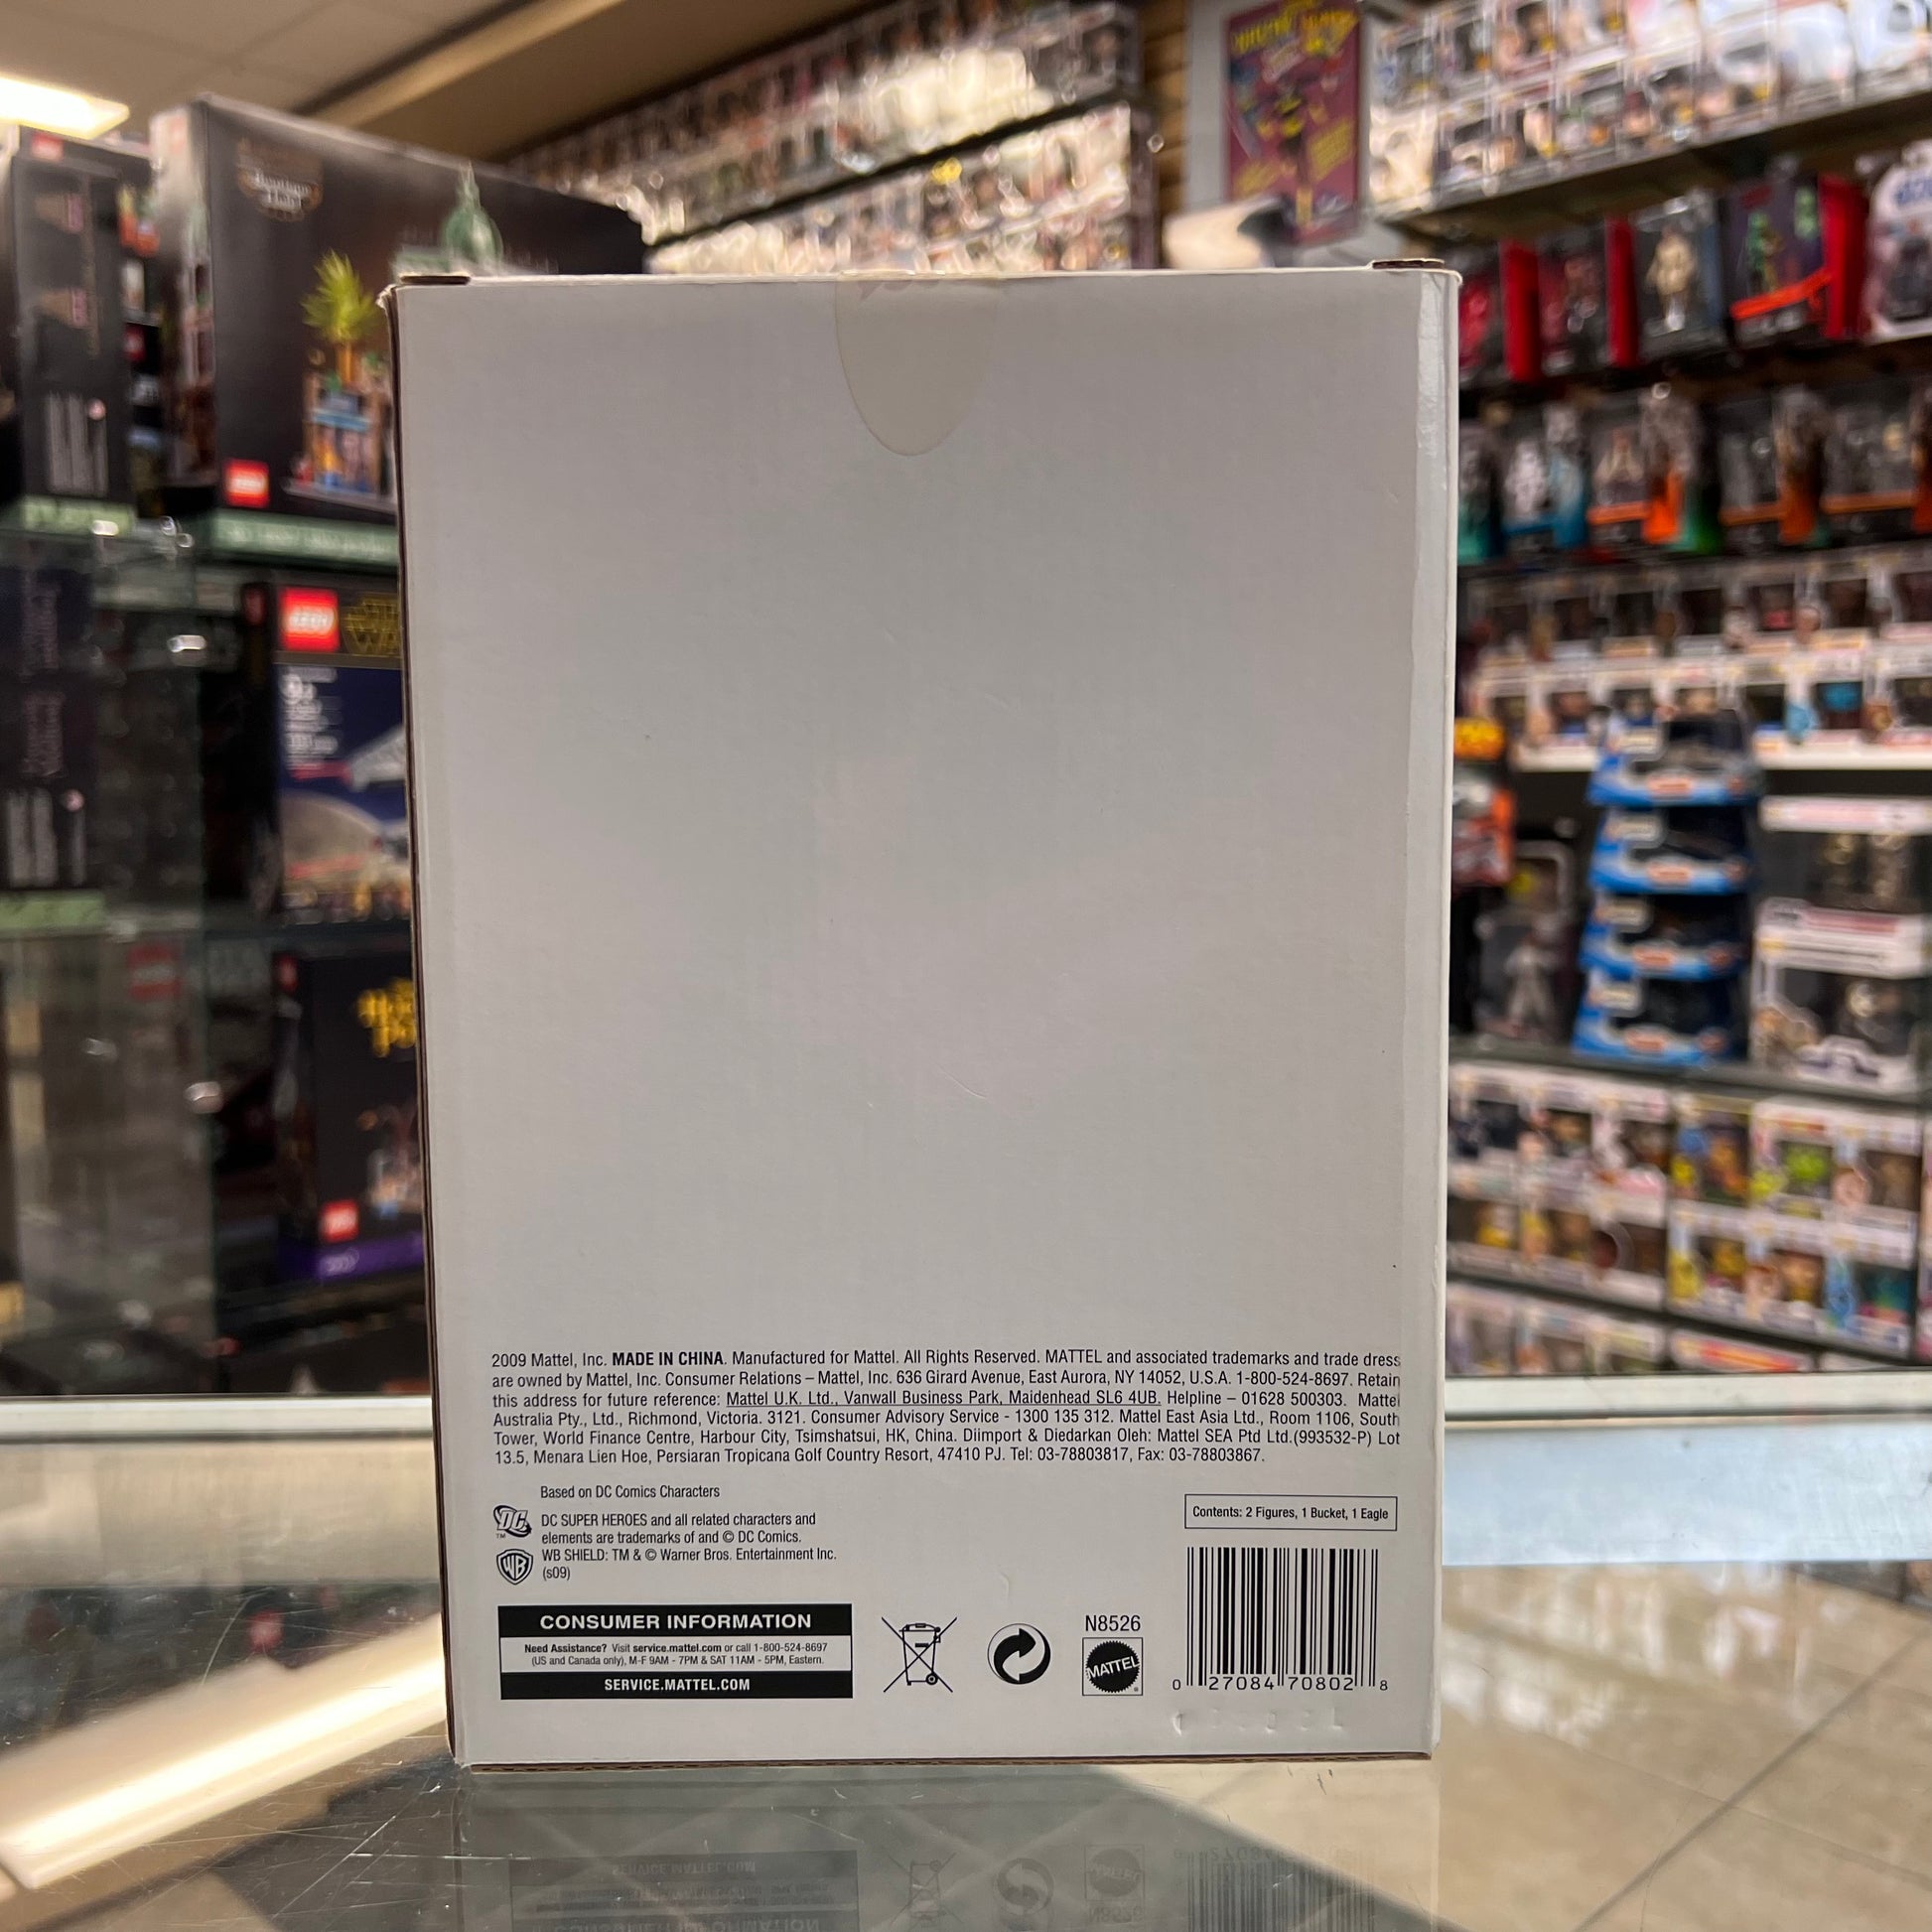 LEGO
LEGO
2009 Mattel, Inc. MADE IN CHINA. Manufactured for Mattel. All Rights Reserved. MATTEL and associated trademarks and trade dress
are owned by Mattel, Inc. Consumer Relations – Mattel, Inc. 636 Girard Avenue, East Aurora, NY 14052, U.S.A. 1-800-524-8697. Retain
this address for future reference: Mattel U.K. Ltd., Vanwall Business Park, Maidenhead SL6 4UB. Helpline – 01628 500303. Mattel
Australia Pty., Ltd., Richmond, Victoria. 3121. Consumer Advisory Service - 1300 135 312. Mattel East Asia Ltd., Room 1106, South
Tower, World Finance Centre, Harbour City, Tsimshatsui, HK, China. Diimport & Diedarkan Oleh: Mattel SEA Ptd Ltd.(993532-P) Lot
13.5, Menara Lien Hoe, Persiaran Tropicana Golf Country Resort, 47410 PJ. Tel: 03-78803817, Fax: 03-78803867.
Based on DC Comics Characters
DC TM
DC SUPER HEROES and all related characters and
elements are trademarks of and © DC Comics.
WB
WB SHIELD: TM & © Warner Bros. Entertainment Inc.
(s09)
Contents: 2 Figures, 1 Bucket, 1 Eagle
CONSUMER INFORMATION
Need Assistance? Visit service.mattel.com or call 1-800-524-8697
(US and Canada only), M-F 9AM - 7PM & SAT 11AM - 5PM, Eastern.
SERVICE.MATTEL.COM
N8526
MATTEL
0 27084 70802 8